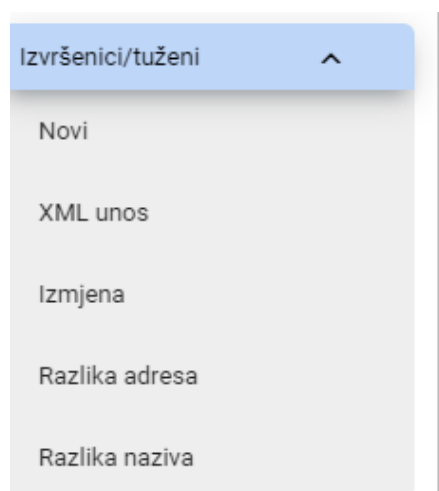 Izvršenici/tuženi
Novi
XML unos
Izmjena
Razlika adresa
Razlika naziva